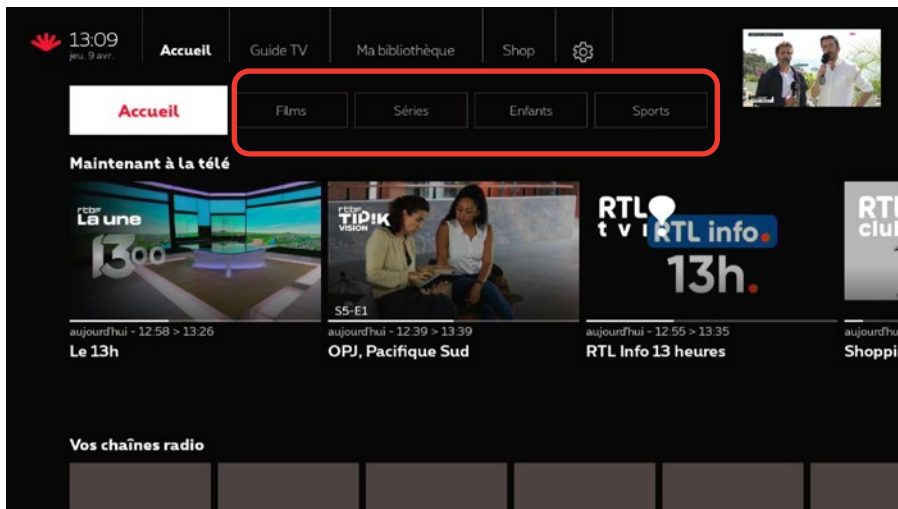 13:09
jeu. 9 avr.
Accueil
Guide TV
Ma bibliothèque
Shop
Accueil
Films
Séries
Enfants
Sports
Maintenant à la télé
rtbf
La une
13:00
rtbf
TIPIK
VISION
S5-E1
RTL
tvi
RTL info.
13h.
RTL
club
aujourd'hui - 12:58 > 13:26
aujourd'hui - 12:39 > 13:39
aujourd'hui - 12:55 > 13:35
Le 13h
OPJ, Pacifique Sud
RTL Info 13 heures
Shoppi
Vos chaînes radio